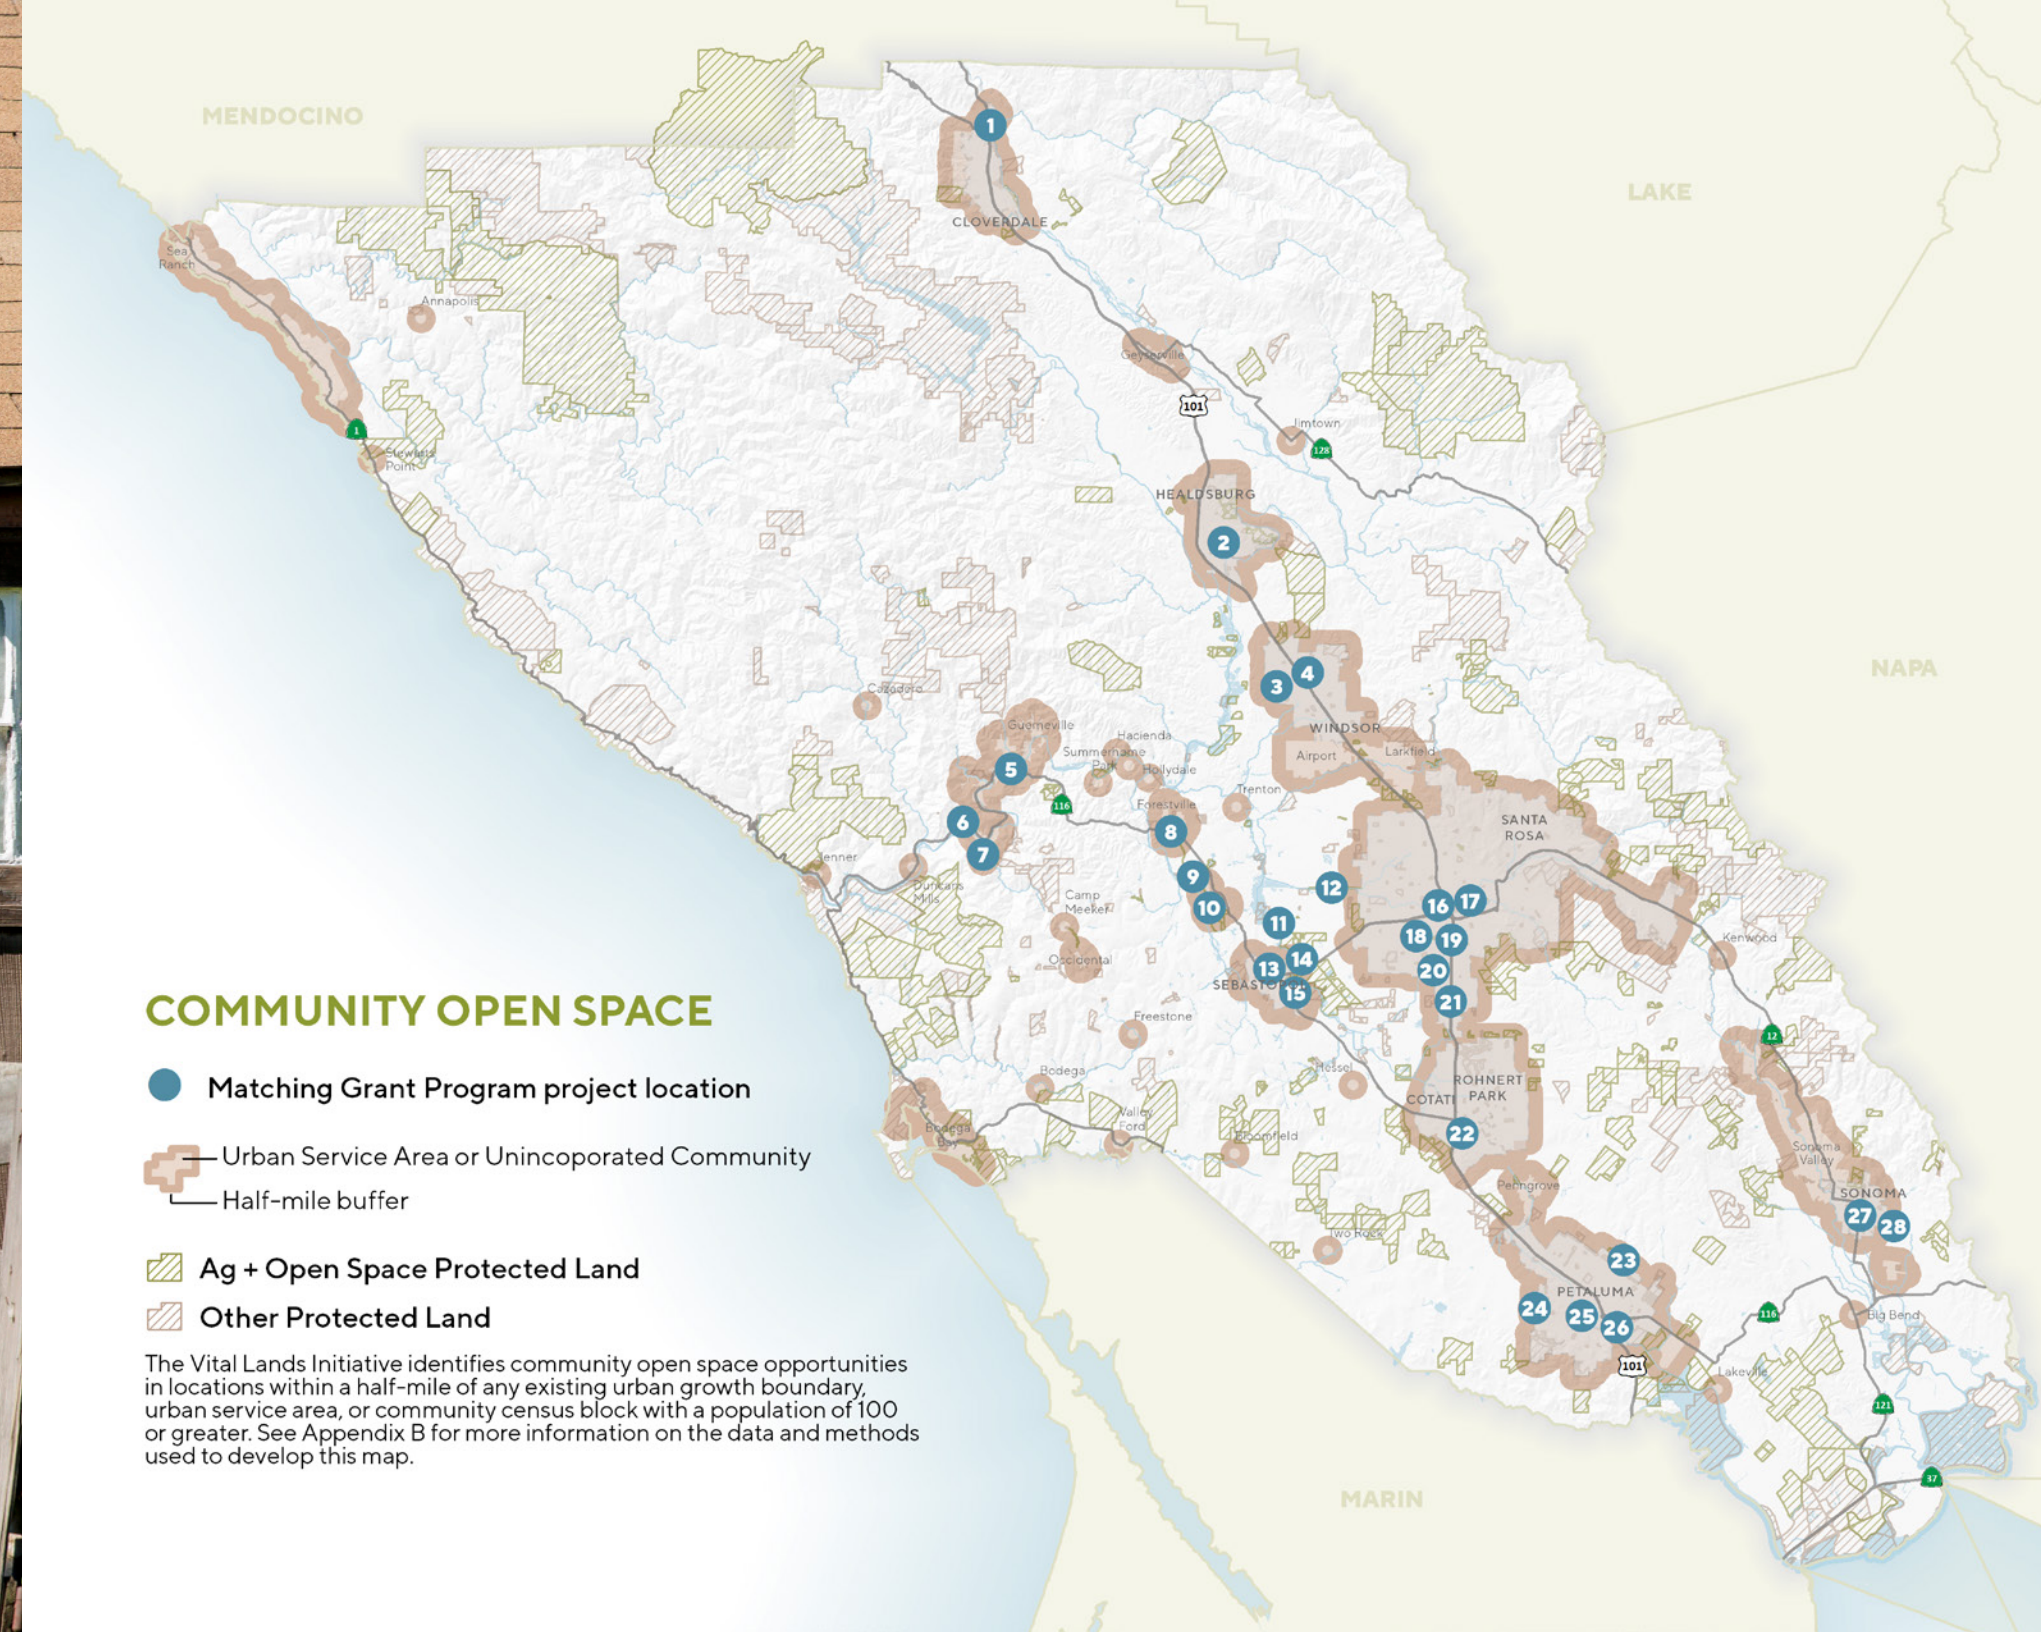 MENDOCINO
LAKE
NAPA
MARIN
1
CLOVERDALE
Sea
Ranch
Annapolis
Geyserville
101
1
Stewarts
Point
Jimtown
128
HEALDSBURG
2
3
4
Cazadero
Guerneville
WINDSOR
Hacienda
Summerhome
Park
Hollydale
Airport
Larkfield
5
116
Trenton
Forestville
6
7
8
SANTA
ROSA
Jenner
Duncans
Mills
9
10
Camp
Meeker
11
12
16
17
18
19
20
21
Kenwood
Occidental
13
14
SEBASTOPOL
15
Freestone
12
Bodega
Hessel
ROHNERT
PARK
COTATI
Valley
Ford
Bodega
Bay
Bloomfield
22
Sonoma
Valley
Penngrove
SONOMA
27
28
Two Rock
23
PETALUMA
24
25
26
116
Big Bend
101
Lakeville
121
37
COMMUNITY OPEN SPACE
Matching Grant Program project location
Urban Service Area or Unincoporated Community
Half-mile buffer
Ag + Open Space Protected Land
Other Protected Land
The Vital Lands Initiative identifies community open space opportunities
in locations within a half-mile of any existing urban growth boundary,
urban service area, or community census block with a population of 100
or greater. See Appendix B for more information on the data and methods
used to develop this map.